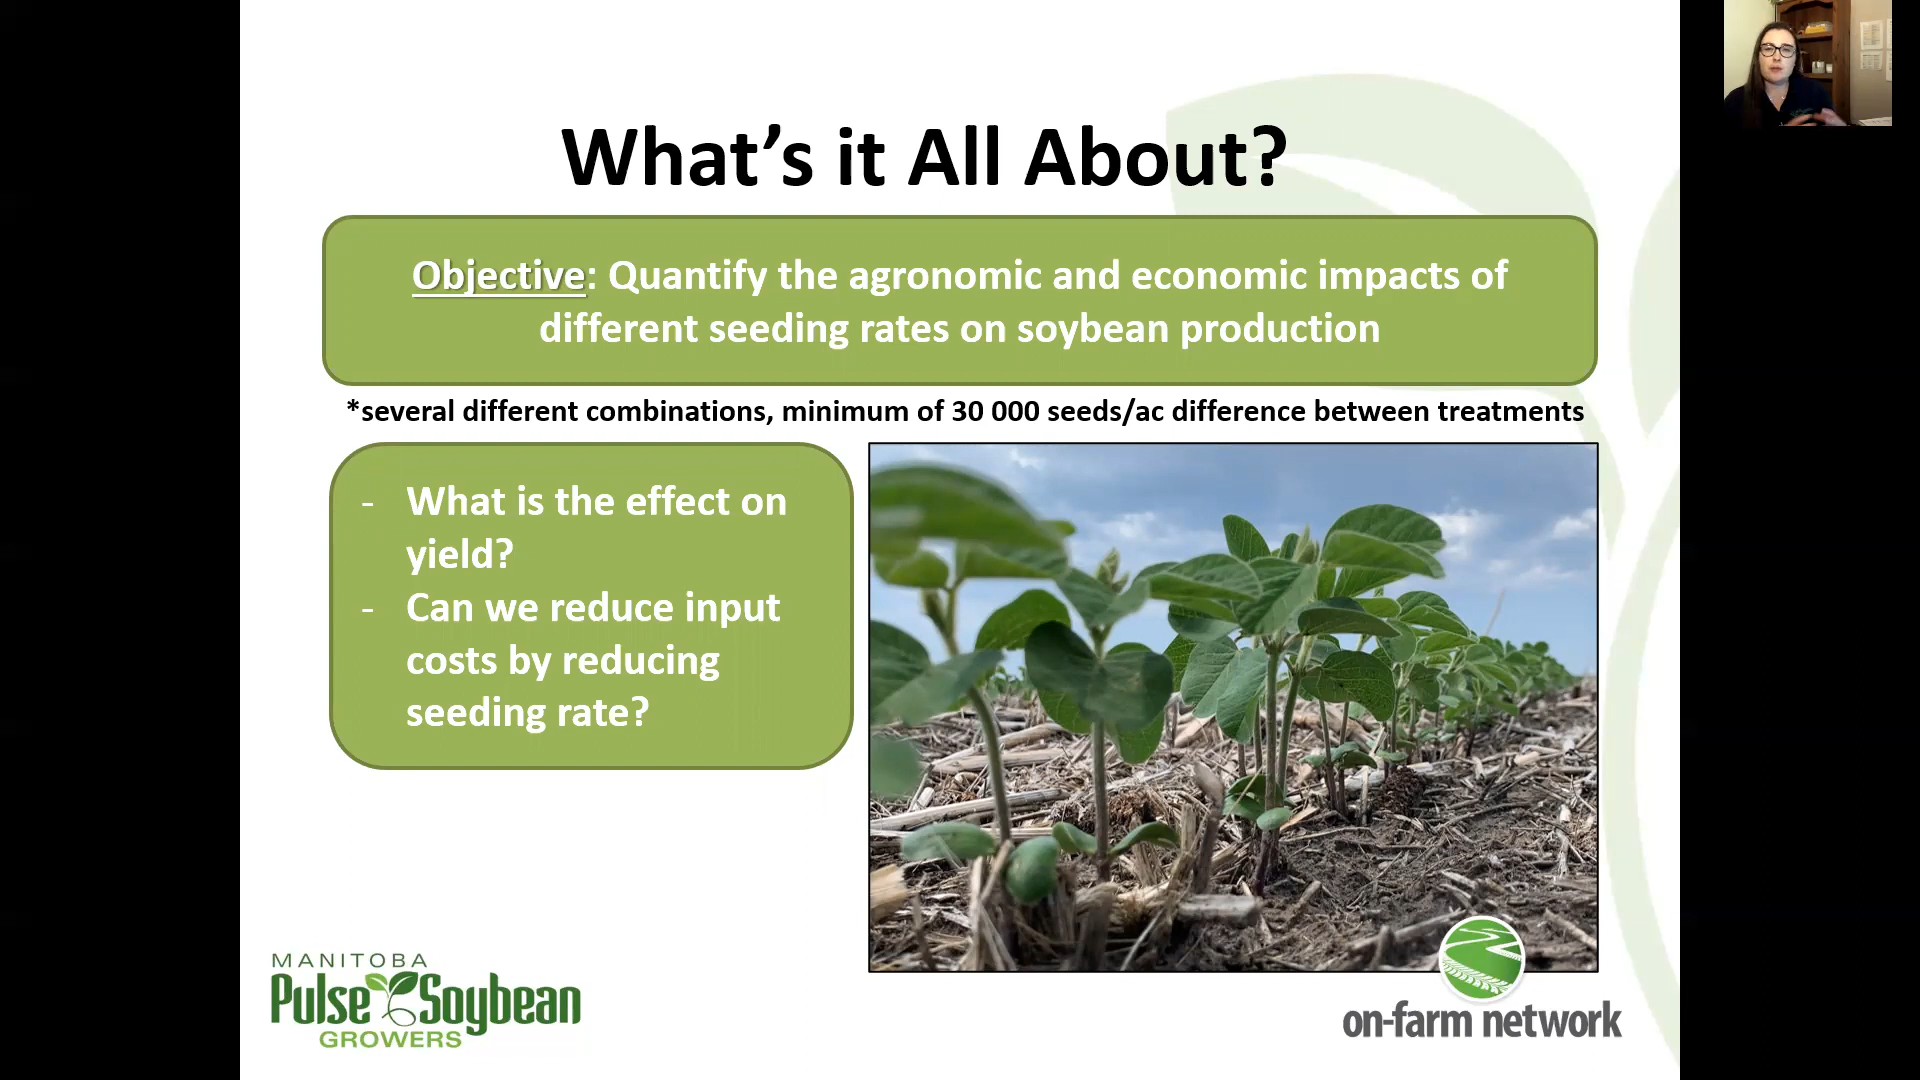 What's it All About?
Objective: Quantify the agronomic and economic impacts of
different seeding rates on soybean production
*several different combinations, minimum of 30 000 seeds/ac difference between treatments
- What is the effect on
yield?
- Can we reduce input
costs by reducing
seeding rate?
MANITOBA
Pulse Soybean
GROWERS
on-farm network